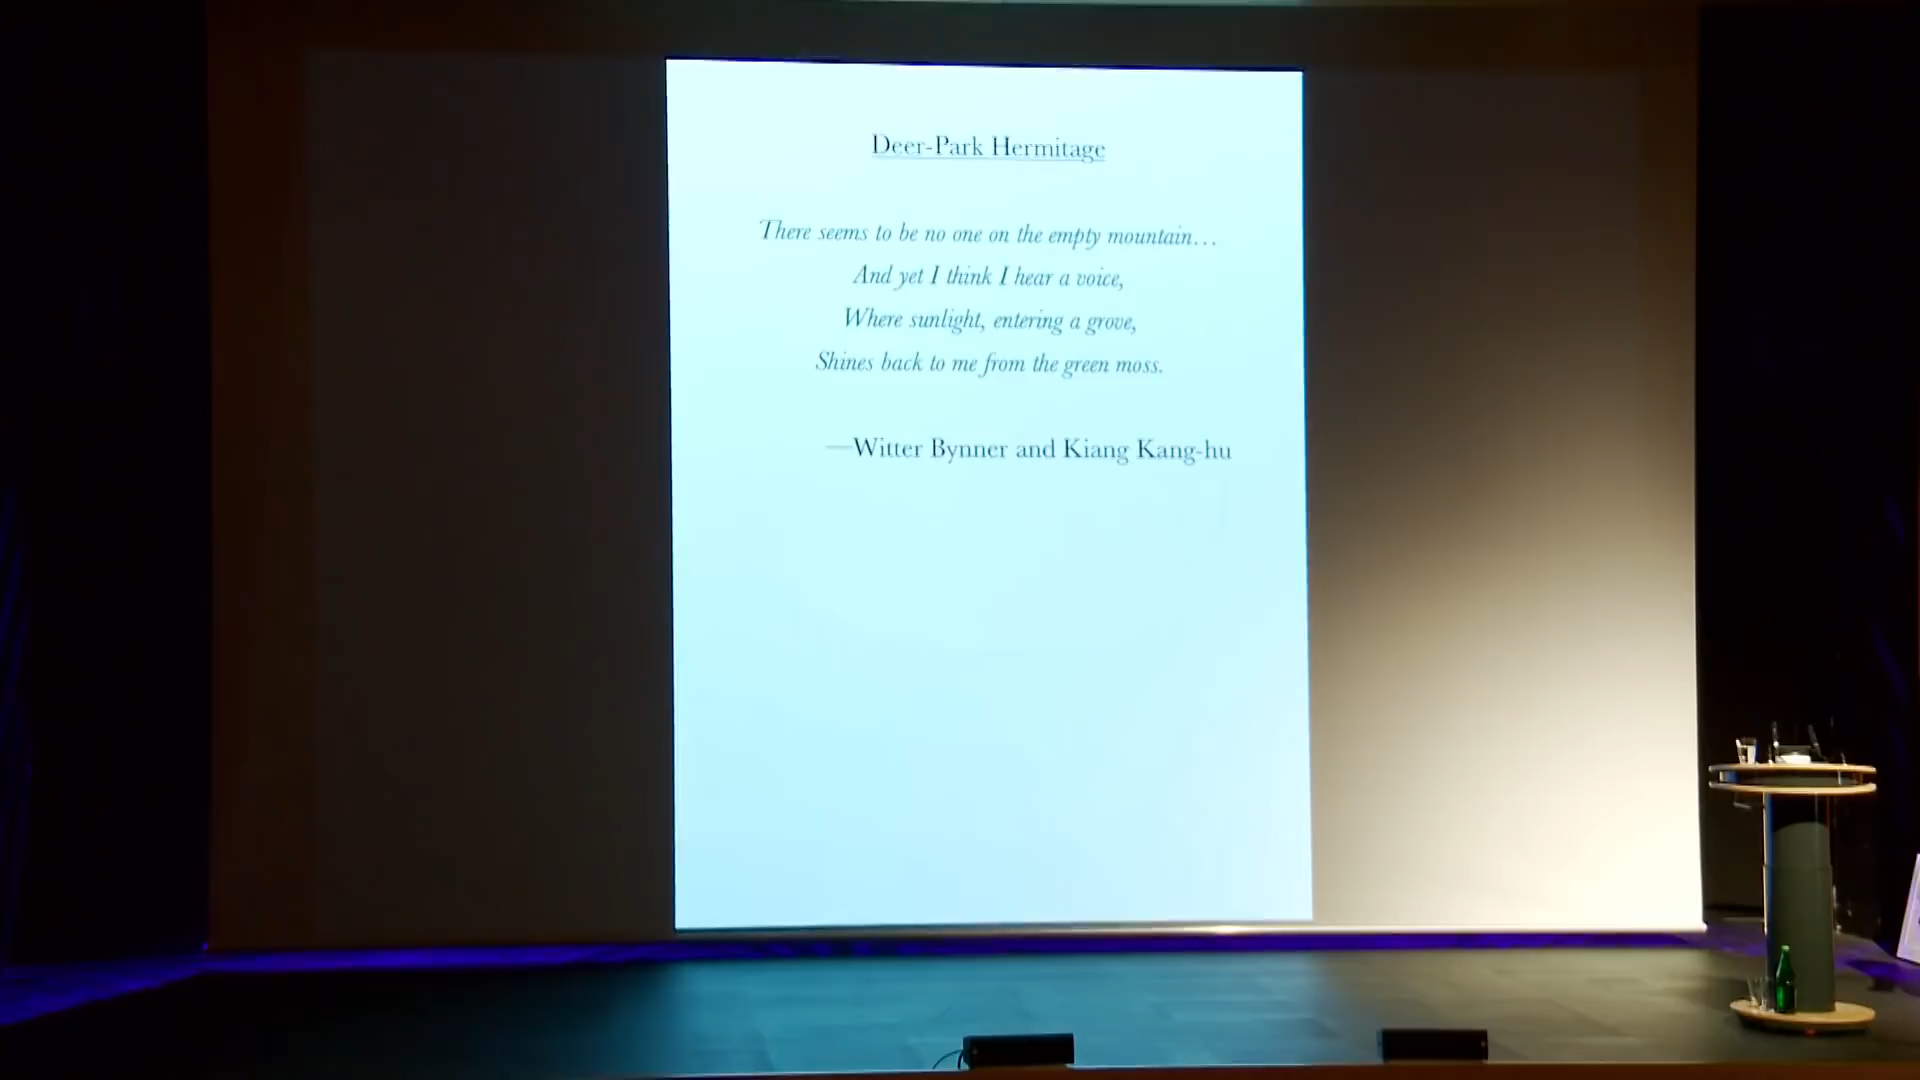 Deer-Park Hermitage
There seems to be no one on the empty mountain…
And yet I think I hear a voice,
Where sunlight, entering a grove,
Shines back to me from the green moss.
—Witter Bynner and Kiang Kang-hu